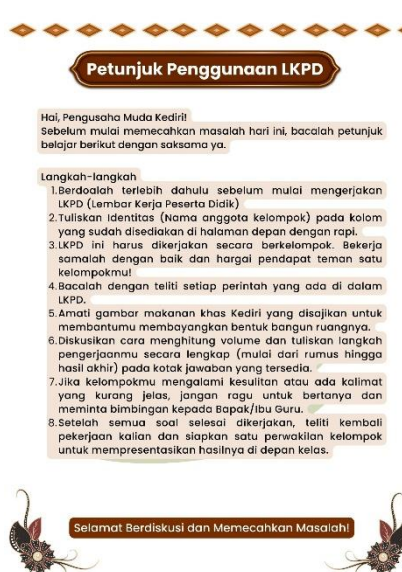 Petunjuk Penggunaan LKPD
Hai, Pengusaha Muda Kediri!
Sebelum mulai memecahkan masalah hari ini, bacalah petunjuk
belajar berikut dengan saksama ya.
Langkah-langkah
1.Berdoalah terlebih dahulu sebelum mulai mengerjakan
LKPD (Lembar Kerja Peserta Didik)
2.Tuliskan Identitas (Nama anggota kelompok) pada kolom
yang sudah disediakan di halaman depan dengan rapi.
3.LKPD ini harus dikerjakan secara berkelompok. Bekerja
samalah dengan baik dan hargai pendapat teman satu
kelompokmu!
4.Bacalah dengan teliti setiap perintah yang ada di dalam
LKPD.
5.Amati gambar makanan khas Kediri yang disajikan untuk
membantumu membayangkan bentuk bangun ruangnya.
6.Diskusikan cara menghitung volume dan tuliskan langkah
pengerjaanmu secara lengkap (mulai dari rumus hingga
hasil akhir) pada kotak jawaban yang tersedia.
7.Jika kelompokmu mengalami kesulitan atau ada kalimat
yang kurang jelas, jangan ragu untuk bertanya dan
meminta bimbingan kepada Bapak/Ibu Guru.
8.Setelah semua soal selesai dikerjakan, teliti kembali
pekerjaan kalian dan siapkan satu perwakilan kelompok
untuk mempresentasikan hasilnya di depan kelas.
Selamat Berdiskusi dan Memecahkan Masalah!